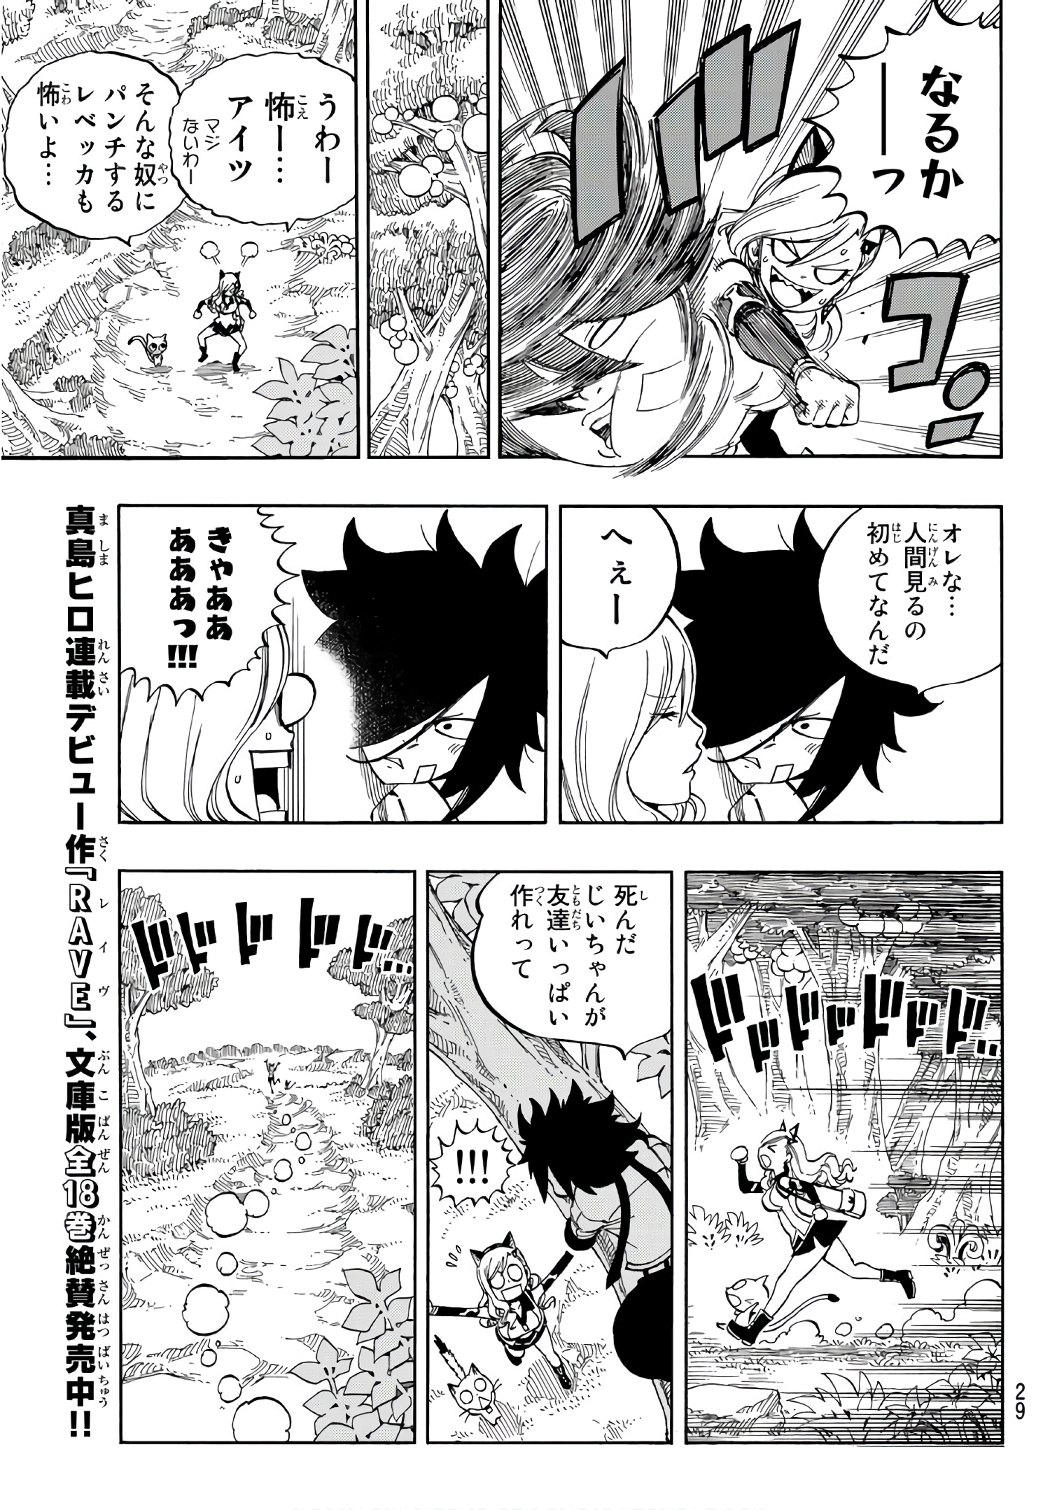 なるか
ーーっ
ゴッ
バババ
うわー
怖ー…
アイツ
マジ
ないわー
そんな奴に
パンチする
レベッカも
怖いよ…
オレな…
人間見るの
初めてなんだ
へぇー
きゃああ
あああっ!!!
ドドドドドド
死んだ
じいちゃんが
友達いっぱい
作れって
!!!
ドドドドド…
真島ヒロ連載デビュー作『RAVE』、文庫版全18巻絶賛発売中!!
29